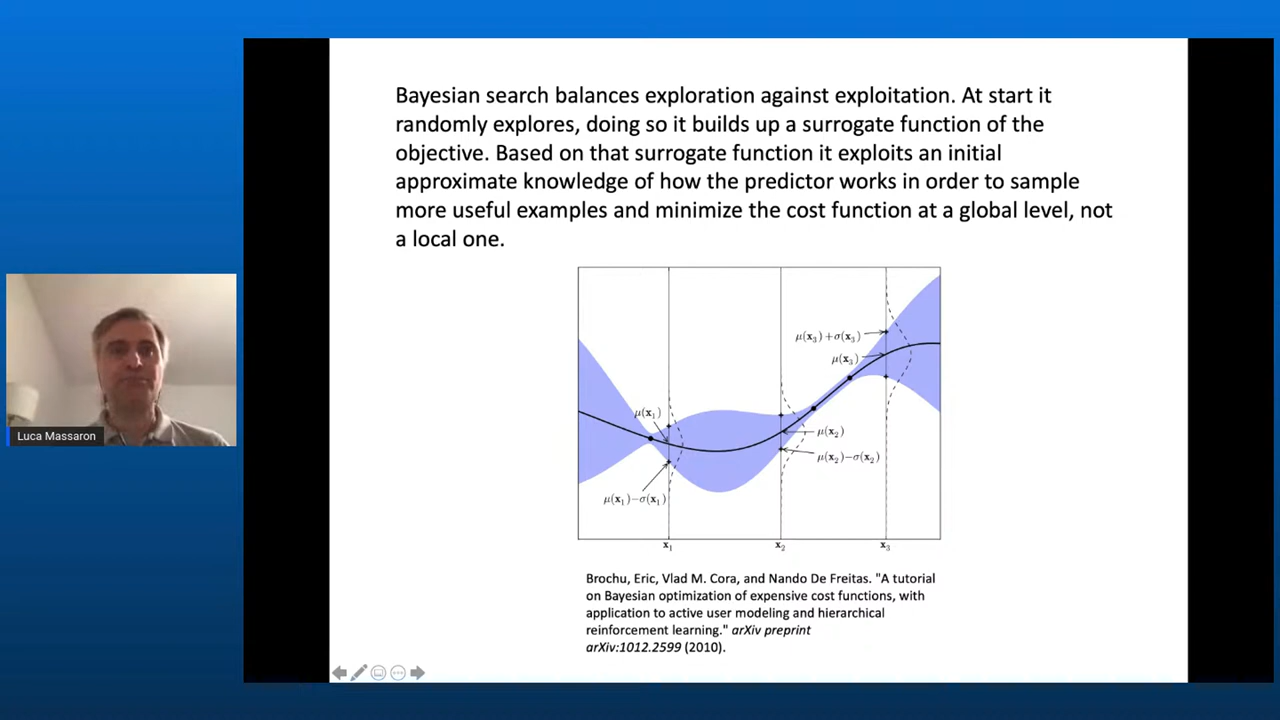 Bayesian search balances exploration against exploitation. At start it
randomly explores, doing so it builds up a surrogate function of the
objective. Based on that surrogate function it exploits an initial
approximate knowledge of how the predictor works in order to sample
more useful examples and minimize the cost function at a global level, not
a local one.
μ(x₃)+σ(x₃)
μ(x₃)
μ(x₁)
μ(x₂)
μ(x₂)−σ(x₂)
μ(x₁)−σ(x₁)
x₁
x₂
x₃
Luca Massaron
Brochu, Eric, Vlad M. Cora, and Nando De Freitas. "A tutorial
on Bayesian optimization of expensive cost functions, with
application to active user modeling and hierarchical
reinforcement learning." arXiv preprint
arXiv:1012.2599 (2010).